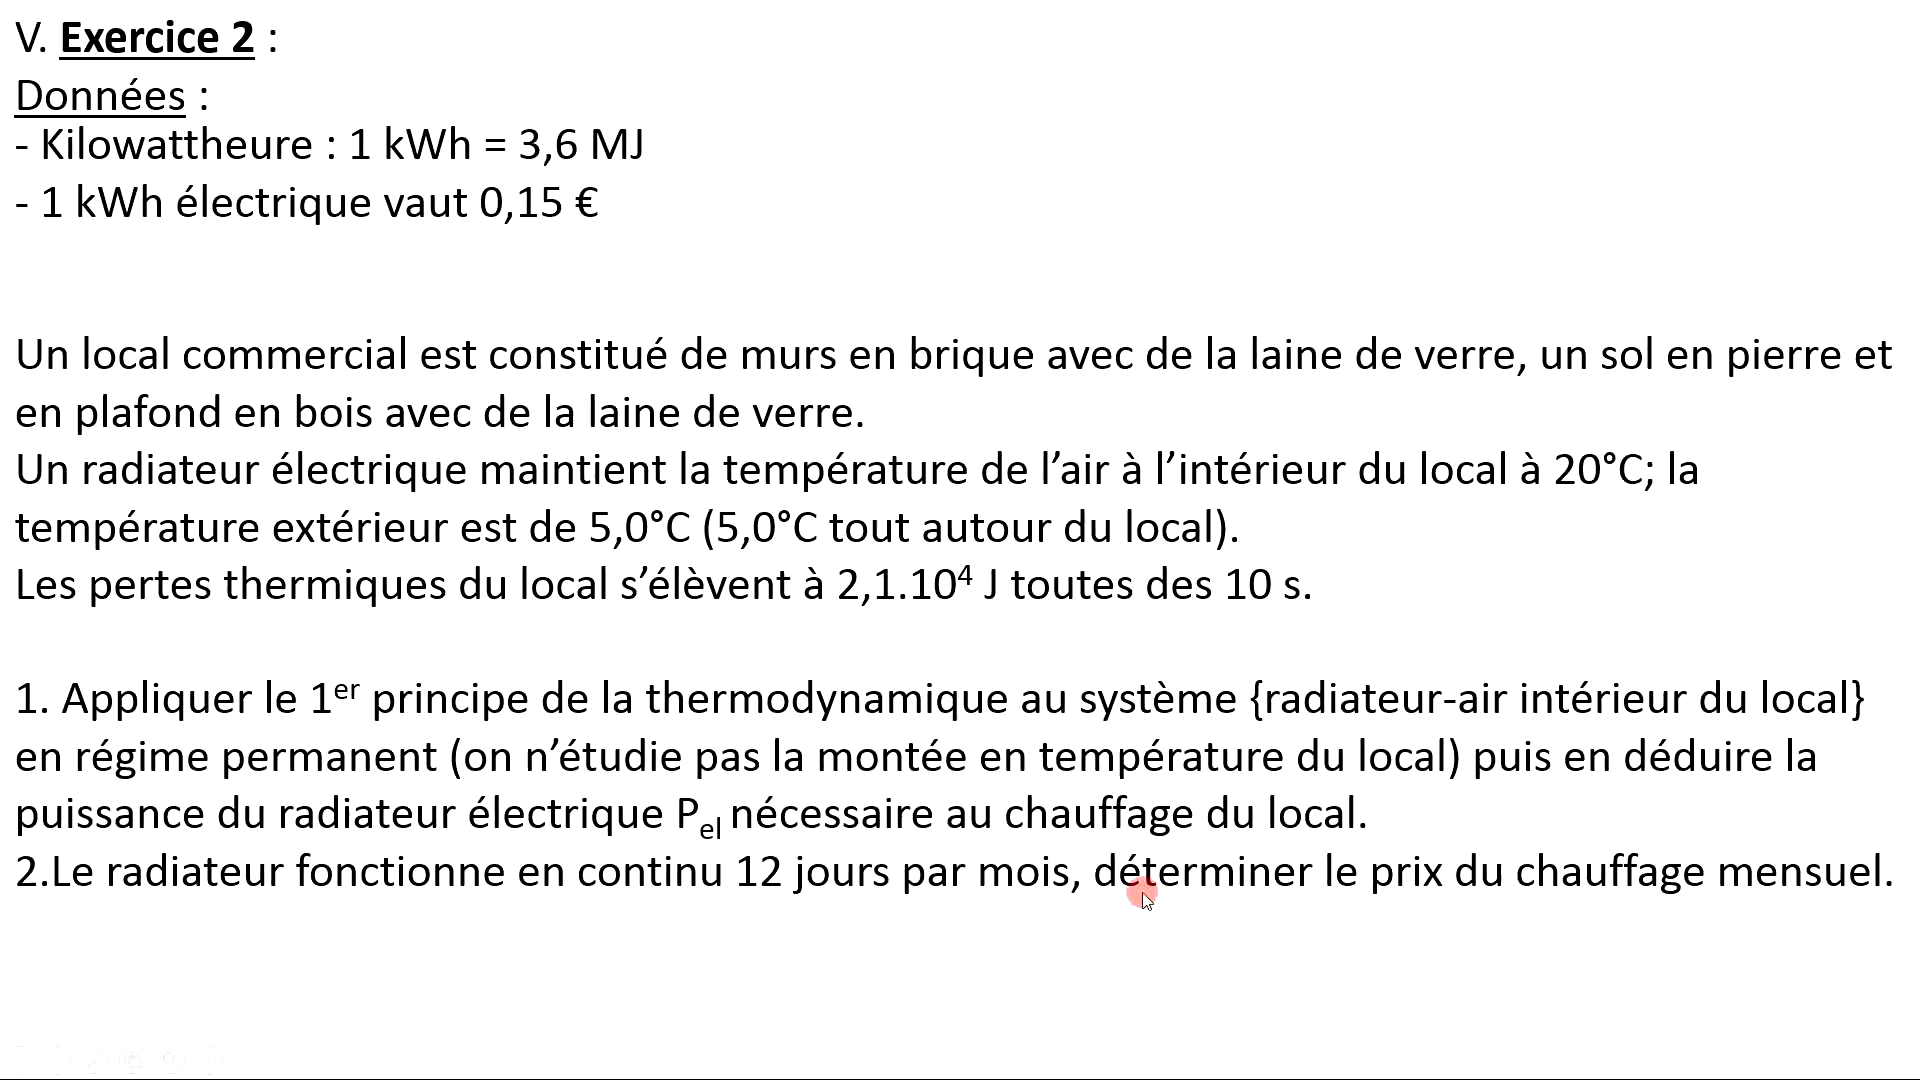 V. Exercice 2 :
Données :
- Kilowattheure : 1 kWh = 3,6 MJ
- 1 kWh électrique vaut 0,15 €
Un local commercial est constitué de murs en brique avec de la laine de verre, un sol en pierre et
en plafond en bois avec de la laine de verre.
Un radiateur électrique maintient la température de l’air à l’intérieur du local à 20°C; la
température extérieur est de 5,0°C (5,0°C tout autour du local).
Les pertes thermiques du local s’élèvent à 2,1.10⁴ J toutes des 10 s.
1. Appliquer le 1ᵉʳ principe de la thermodynamique au système {radiateur-air intérieur du local}
en régime permanent (on n’étudie pas la montée en température du local) puis en déduire la
puissance du radiateur électrique Pel nécessaire au chauffage du local.
2.Le radiateur fonctionne en continu 12 jours par mois, déterminer le prix du chauffage mensuel.